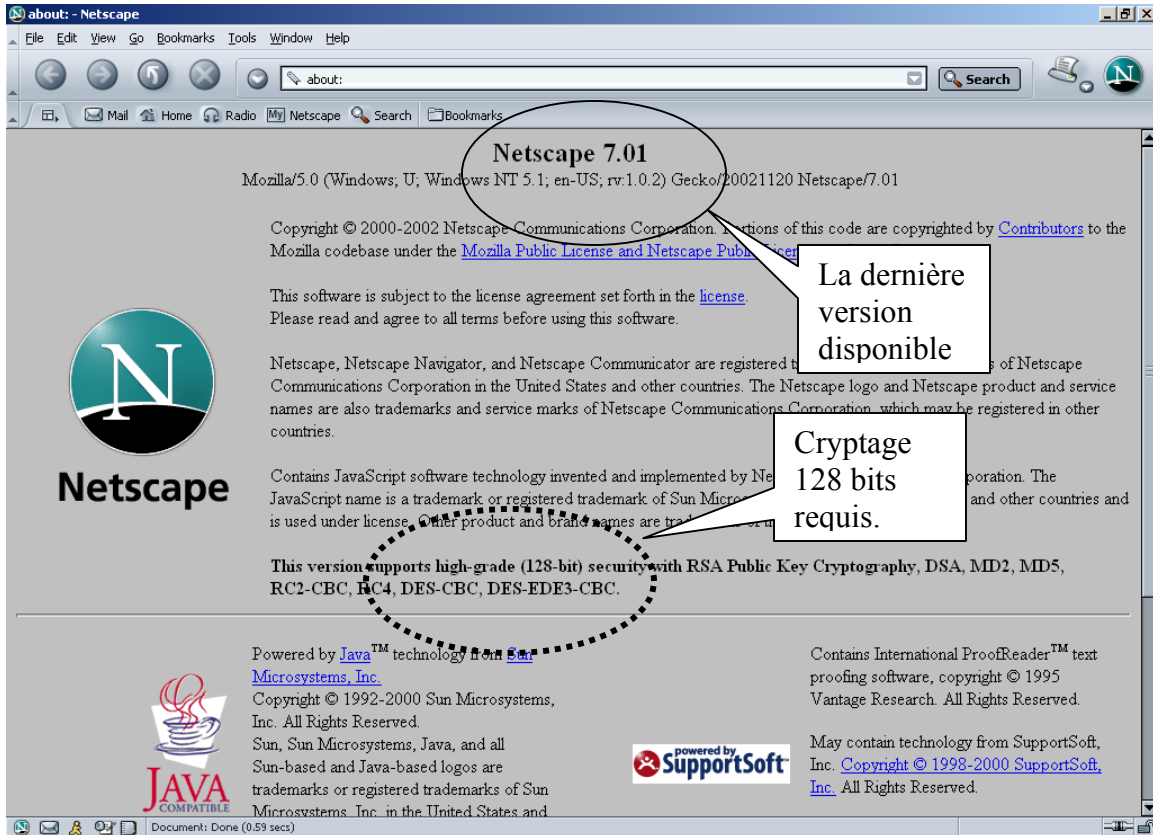 about: - Netscape
File Edit View Go Bookmarks Tools Window Help
about:
Search
N
Mail Home Radio My Netscape Search Bookmarks
Netscape 7.01
Mozilla/5.0 (Windows; U; Windows NT 5.1; en-US; rv:1.0.2) Gecko/20021120 Netscape/7.01
Copyright © 2000-2002 Netscape Communications Corporation. Portions of this code are copyrighted by Contributors to the
Mozilla codebase under the Mozilla Public License and Netscape Public
La dernière
version
disponible
This software is subject to the license agreement set forth in the license.
Please read and agree to all terms before using this software.
N
Netscape
Netscape, Netscape Navigator, and Netscape Communicator are registered s of Netscape
Communications Corporation in the United States and other countries. The Netscape logo and Netscape product and service
names are also trademarks and service marks of Netscape Communications Corporation, which may be registered in other
countries.
Cryptage
128 bits
requis.
Contains JavaScript software technology invented and implemented by Ne poration. The
JavaScript name is a trademark or registered trademark of Sun and other countries and
is used under license. Other product and brand names are
This version supports high-grade (128-bit) security with RSA Public Key Cryptography, DSA, MD2, MD5,
RC2-CBC, RC4, DES-CBC, DES-EDE3-CBC.
JAVA
COMPATIBLE
Powered by Java™ technology from Sun
Microsystems, Inc.
Copyright © 1992-2000 Sun Microsystems,
Inc. All Rights Reserved.
Sun, Sun Microsystems, Java, and all
Sun-based and Java-based logos are
trademarks or registered trademarks of Sun
Microsystems, Inc. in the United States and
powered by
SupportSoft
Contains International ProofReader™ text
proofing software, copyright © 1995
Vantage Research. All Rights Reserved.
May contain technology from SupportSoft,
Inc. Copyright © 1998-2000 SupportSoft,
Inc. All Rights Reserved.
Document: Done (0.59 secs)